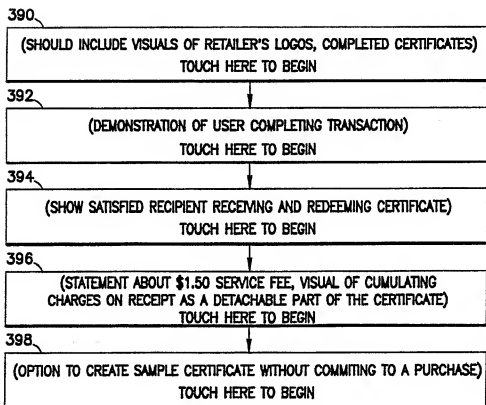 390
(SHOULD INCLUDE VISUALS OF RETAILER'S LOGOS, COMPLETED CERTIFICATES)
TOUCH HERE TO BEGIN
392
(DEMONSTRATION OF USER COMPLETING TRANSACTION)
TOUCH HERE TO BEGIN
394
(SHOW SATISFIED RECIPIENT RECEIVING AND REDEEMING CERTIFICATE)
TOUCH HERE TO BEGIN
396
(STATEMENT ABOUT $1.50 SERVICE FEE, VISUAL OF CUMULATING
CHARGES ON RECEIPT AS A DETACHABLE PART OF THE CERTIFICATE)
TOUCH HERE TO BEGIN
398
(OPTION TO CREATE SAMPLE CERTIFICATE WITHOUT COMMITING TO A PURCHASE)
TOUCH HERE TO BEGIN